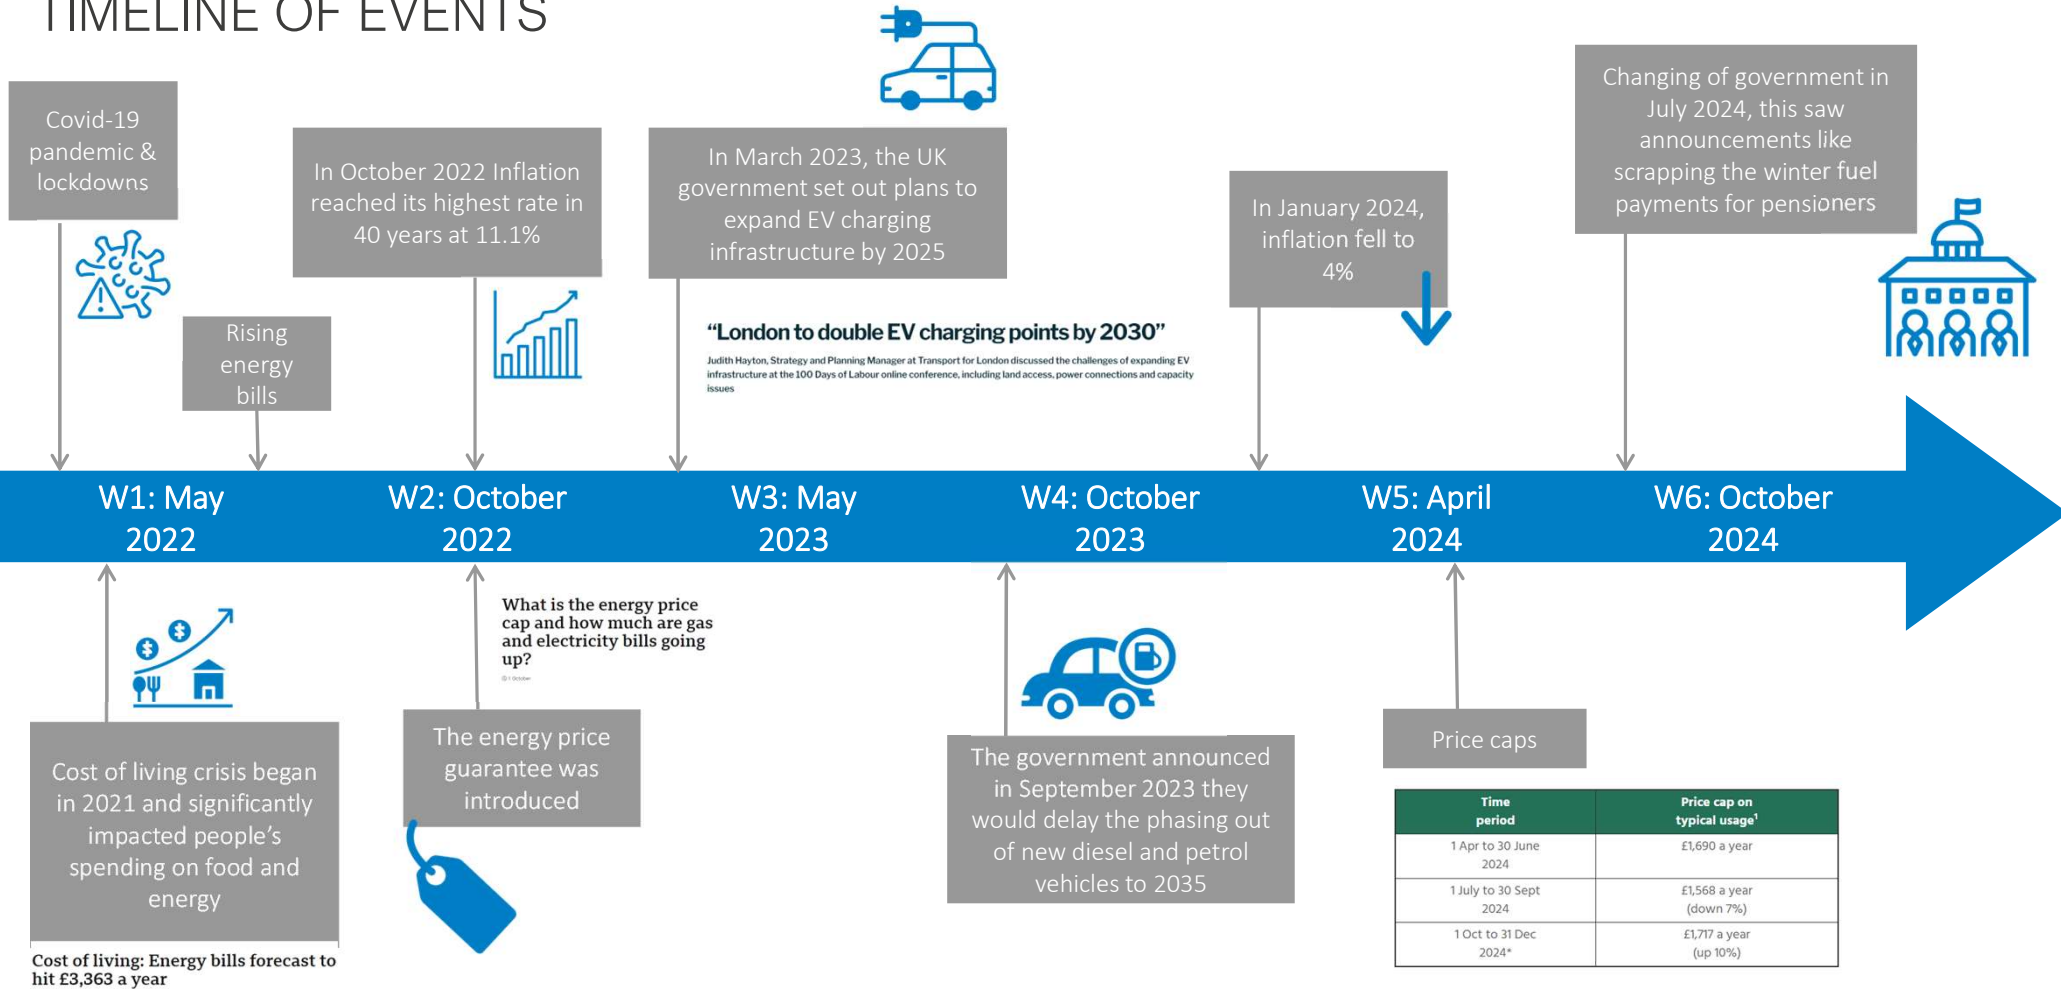 TIMELINE OF EVENTS
Covid-19
pandemic &
lockdowns
Rising
energy
bills
In October 2022 Inflation
reached its highest rate in
40 years at 11.1%
In March 2023, the UK
government set out plans to
expand EV charging
infrastructure by 2025
“London to double EV charging points by 2030”
Judith Hayton, Strategy and Planning Manager at Transport for London discussed the challenges of expanding EV
infrastructure at the 100 Days of Labour online conference, including land access, power connections and capacity
issues
In January 2024,
inflation fell to
4%
Changing of government in
July 2024, this saw
announcements like
scrapping the winter fuel
payments for pensioners
W1: May
2022
W2: October
2022
W3: May
2023
W4: October
2023
W5: April
2024
W6: October
2024
Cost of living crisis began
in 2021 and significantly
impacted people’s
spending on food and
energy
Cost of living: Energy bills forecast to
hit £3,363 a year
What is the energy price
cap and how much are gas
and electricity bills going
up?
1 October
The energy price
guarantee was
introduced
The government announced
in September 2023 they
would delay the phasing out
of new diesel and petrol
vehicles to 2035
Price caps
Time
period
Price cap on
typical usage¹
1 Apr to 30 June
2024
£1,690 a year
1 July to 30 Sept
2024
£1,568 a year
(down 7%)
1 Oct to 31 Dec
2024*
£1,717 a year
(up 10%)